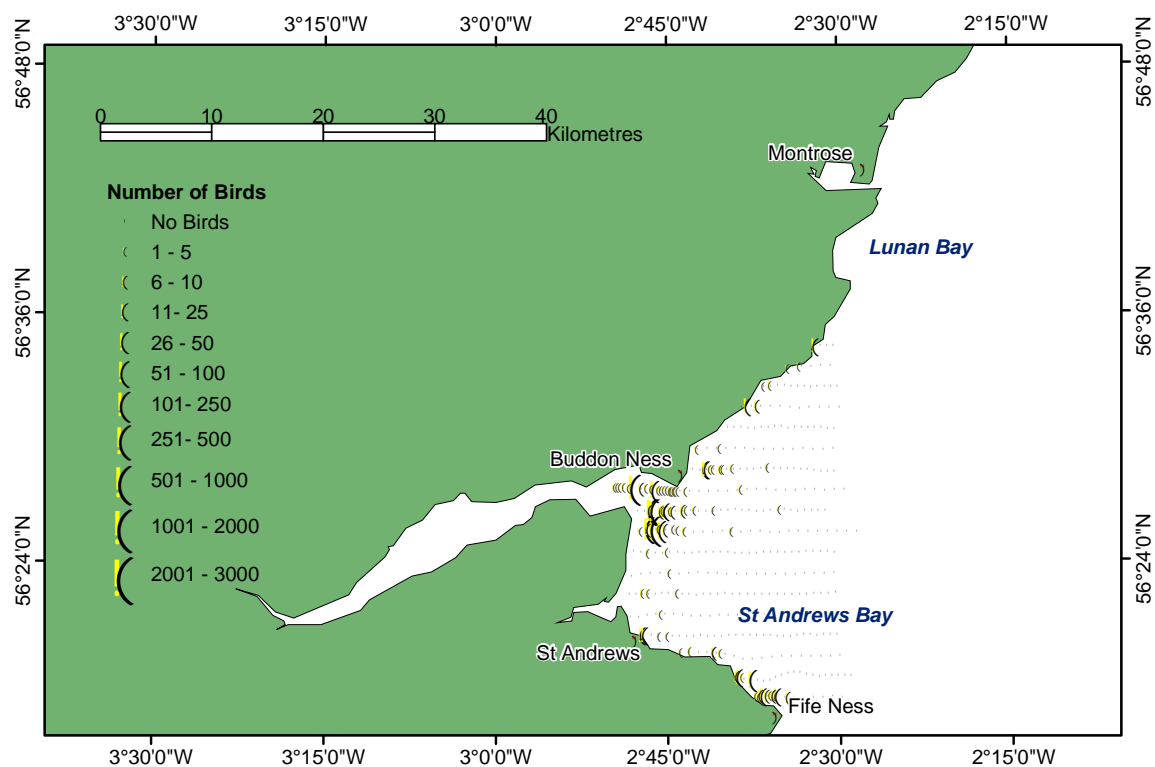 3°30'0"W 3°15'0"W 3°0'0"W 2°45'0"W 2°30'0"W 2°15'0"W
56°48'0"N 56°48'0"N
0 10 20 30 40
Kilometres
Montrose
Number of Birds
No Birds
1 - 5
6 - 10
11- 25
26 - 50
51 - 100
101- 250
251- 500
501 - 1000
1001 - 2000
2001 - 3000
Lunan Bay
56°36'0"N 56°36'0"N
Buddon Ness
56°24'0"N 56°24'0"N
St Andrews Bay
St Andrews
Fife Ness
3°30'0"W 3°15'0"W 3°0'0"W 2°45'0"W 2°30'0"W 2°15'0"W